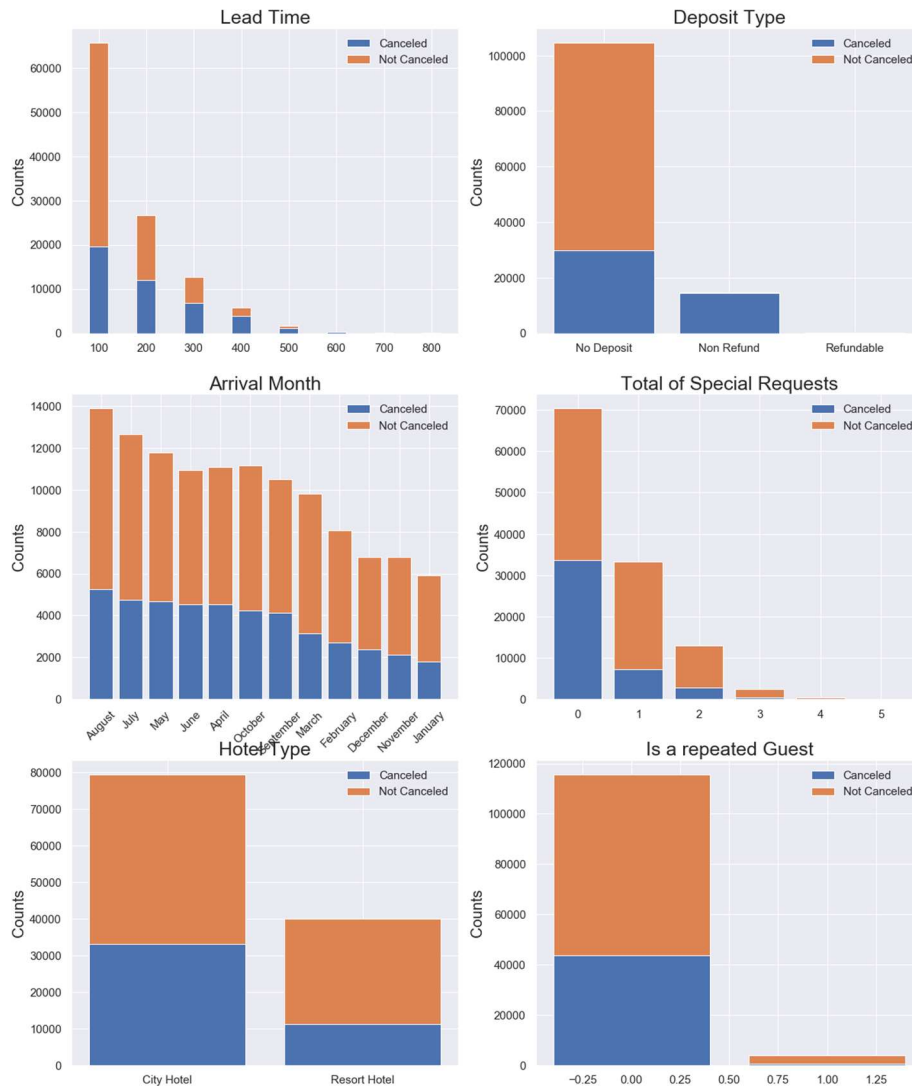 Lead Time
Canceled
Not Canceled
Counts
60000
50000
40000
30000
20000
10000
0
100 200 300 400 500 600 700 800
Deposit Type
Canceled
Not Canceled
Counts
100000
80000
60000
40000
20000
0
No Deposit Non Refund Refundable
Arrival Month
Canceled
Not Canceled
Counts
14000
12000
10000
8000
6000
4000
2000
0
August July May June April October September March February December November January
Total of Special Requests
Canceled
Not Canceled
Counts
70000
60000
50000
40000
30000
20000
10000
0
0 1 2 3 4 5
Hotel Type
Canceled
Not Canceled
Counts
80000
70000
60000
50000
40000
30000
20000
10000
0
City Hotel Resort Hotel
Is a repeated Guest
Canceled
Not Canceled
Counts
120000
100000
80000
60000
40000
20000
0
−0.25 0.00 0.25 0.50 0.75 1.00 1.25